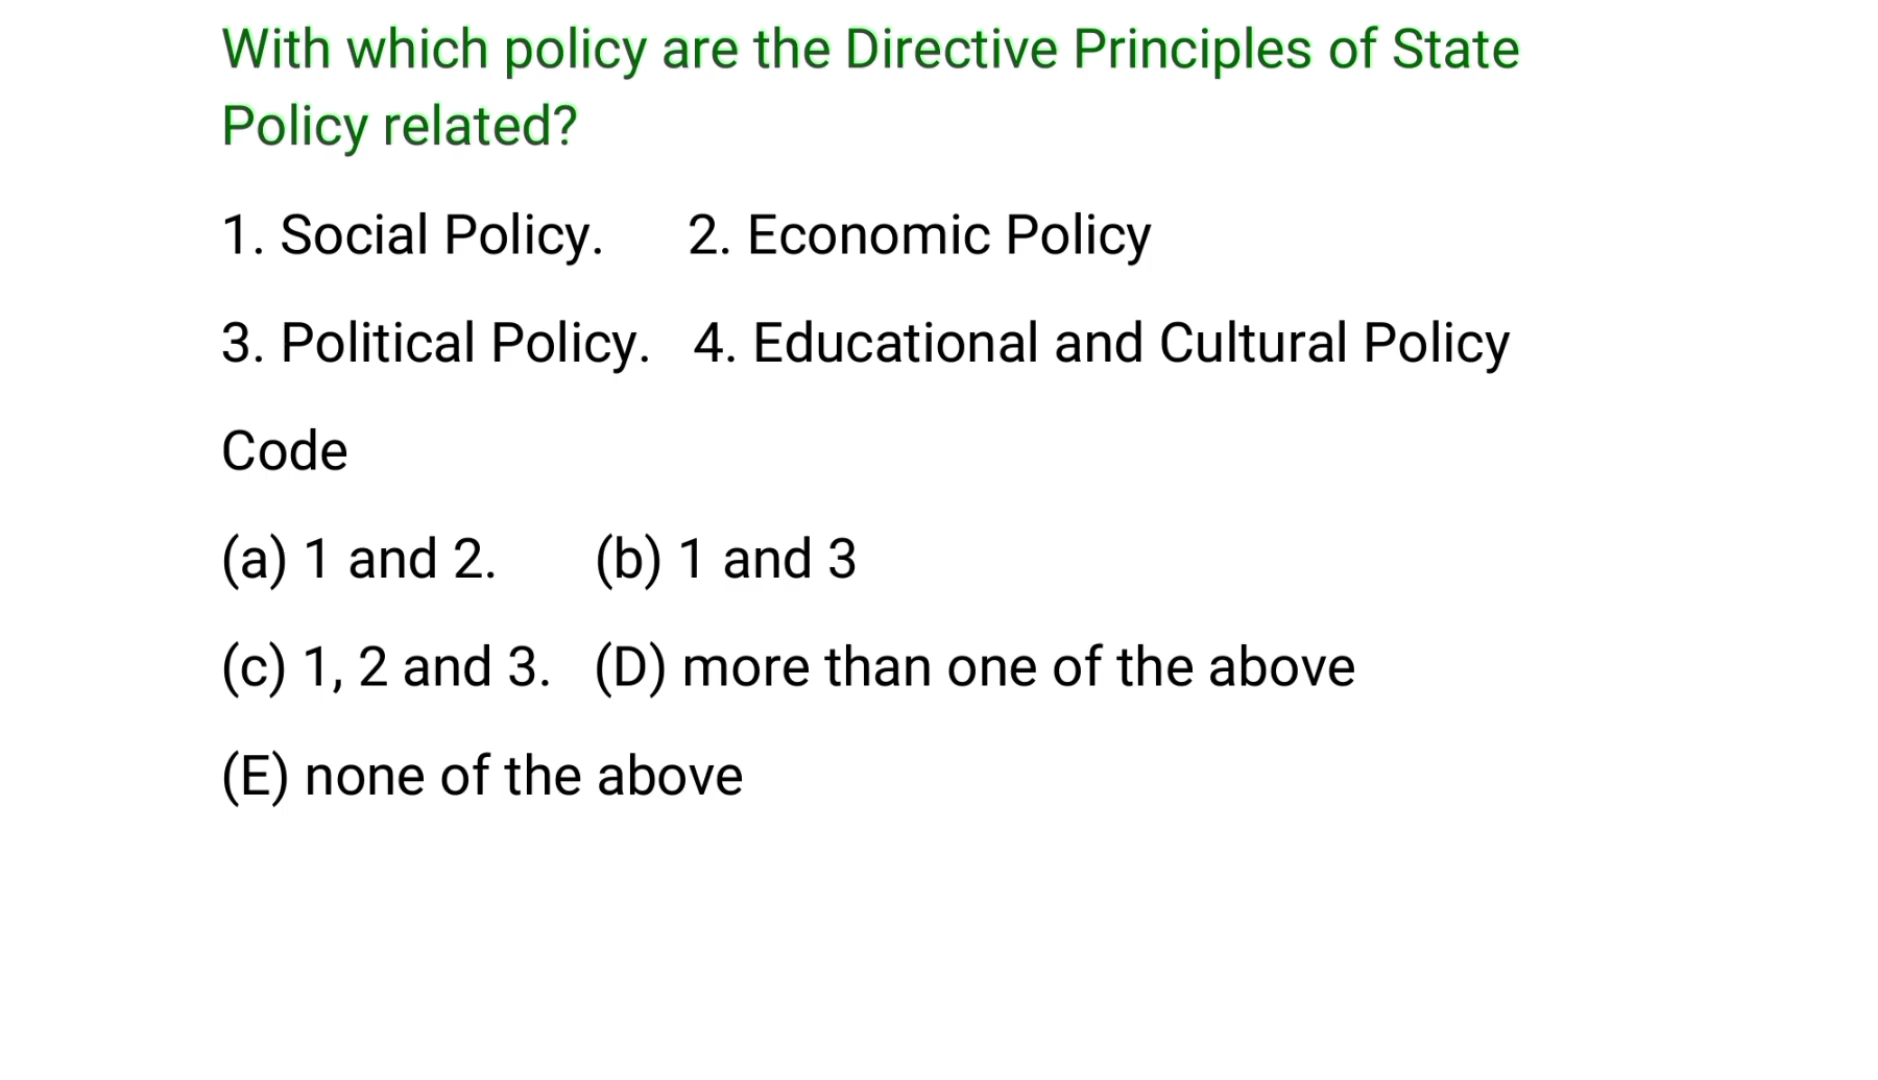 With which policy are the Directive Principles of State
Policy related?
1. Social Policy. 2. Economic Policy
3. Political Policy. 4. Educational and Cultural Policy
Code
(a) 1 and 2. (b) 1 and 3
(c) 1, 2 and 3. (D) more than one of the above
(E) none of the above